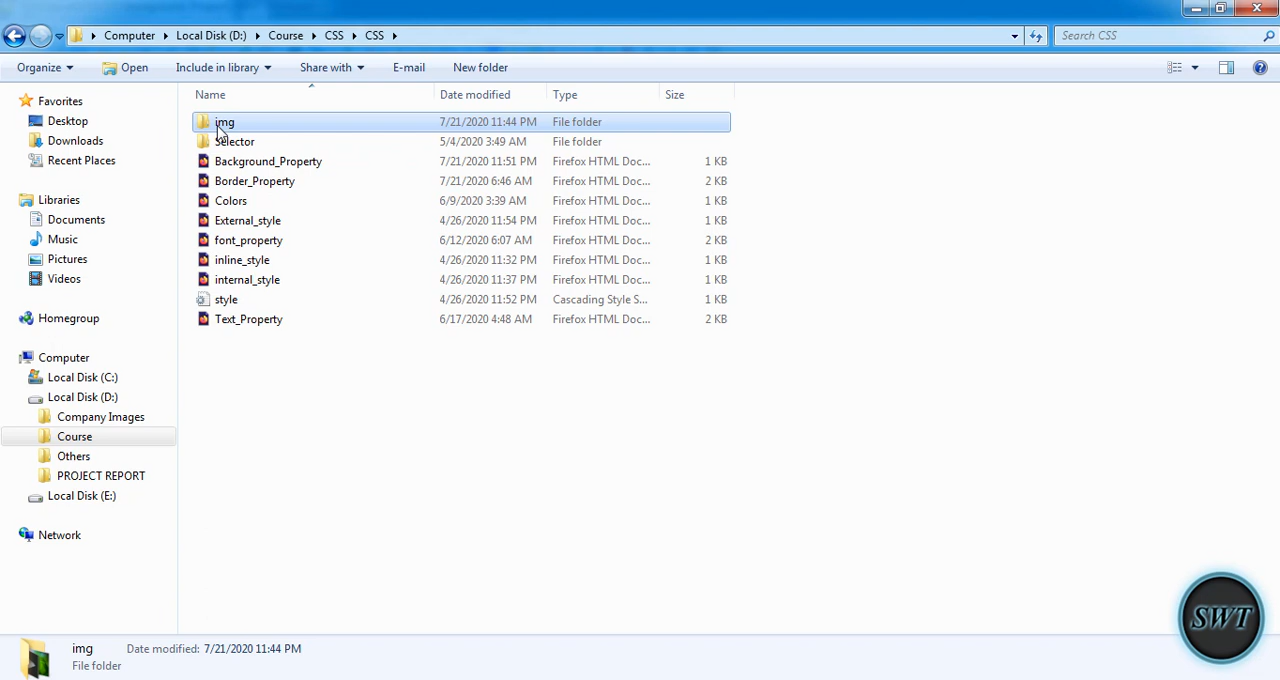 Computer Local Disk (D:) Course CSS CSS Search CSS
Organize Open Include in library Share with E-mail New folder
Name Date modified Type Size
Favorites
Desktop
Downloads
Recent Places
Libraries
Documents
Music
Pictures
Videos
Homegroup
Computer
Local Disk (C:)
Local Disk (D:)
Company Images
Course
Others
PROJECT REPORT
Local Disk (E:)
Network
img 7/21/2020 11:44 PM File folder
Selector 5/4/2020 3:49 AM File folder
Background_Property 7/21/2020 11:51 PM Firefox HTML Doc... 1 KB
Border_Property 7/21/2020 6:46 AM Firefox HTML Doc... 2 KB
Colors 6/9/2020 3:39 AM Firefox HTML Doc... 1 KB
External_style 4/26/2020 11:54 PM Firefox HTML Doc... 1 KB
font_property 6/12/2020 6:07 AM Firefox HTML Doc... 2 KB
inline_style 4/26/2020 11:32 PM Firefox HTML Doc... 1 KB
internal_style 4/26/2020 11:37 PM Firefox HTML Doc... 1 KB
style 4/26/2020 11:52 PM Cascading Style S... 1 KB
Text_Property 6/17/2020 4:48 AM Firefox HTML Doc... 2 KB
SWT
img Date modified: 7/21/2020 11:44 PM
File folder